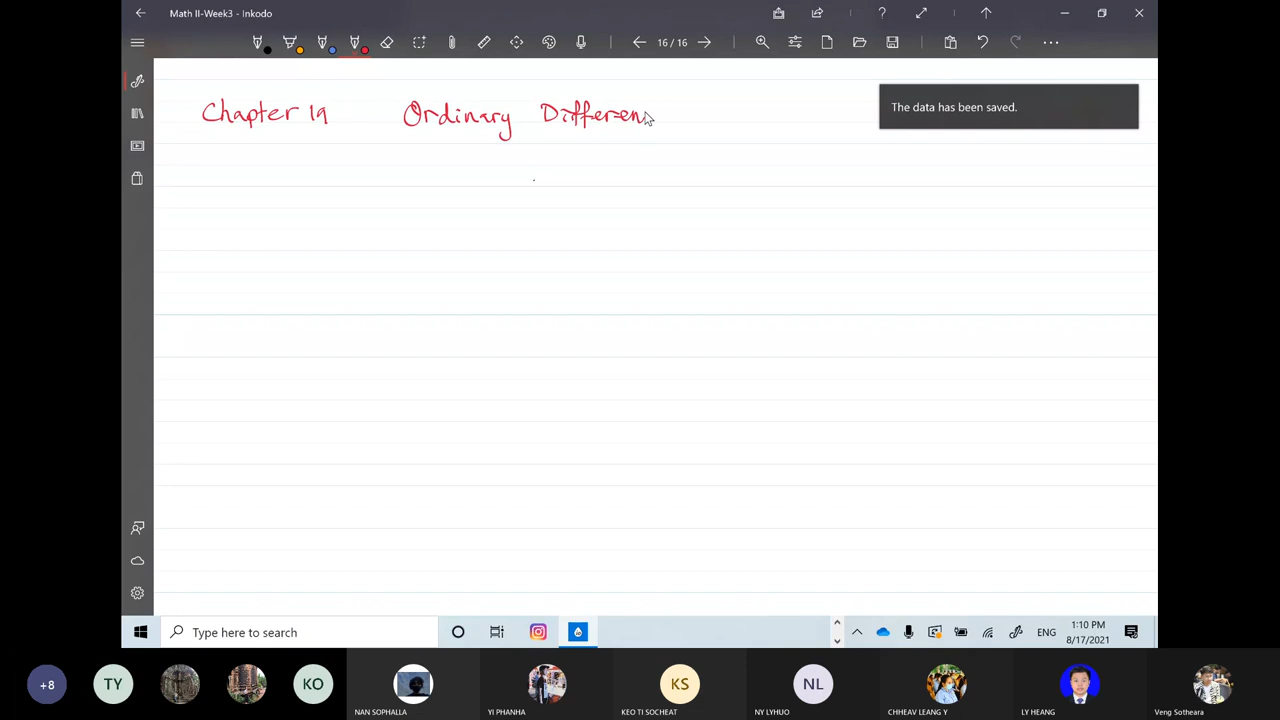 Math II-Week3 - Inkodo
16/16
The data has been saved.
Chapter 19 Ordinary Differen
Type here to search
ENG
1:10 PM
8/17/2021
+8
TY
KO
KS
NL
NAN SOPHALLA
YI PHANHA
KEO TI SOCHEAT
NY LYHUO
CHHEAV LEANG Y
LY HEANG
Veng Sotheara